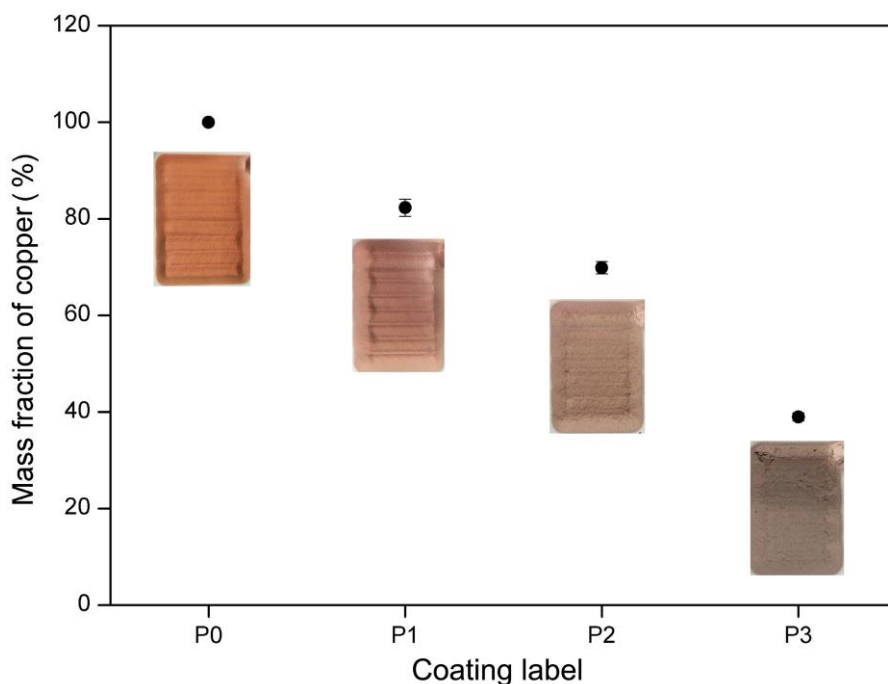 Mass fraction of copper ( %)
120
100
80
60
40
20
0
P0 P1 P2 P3
Coating label